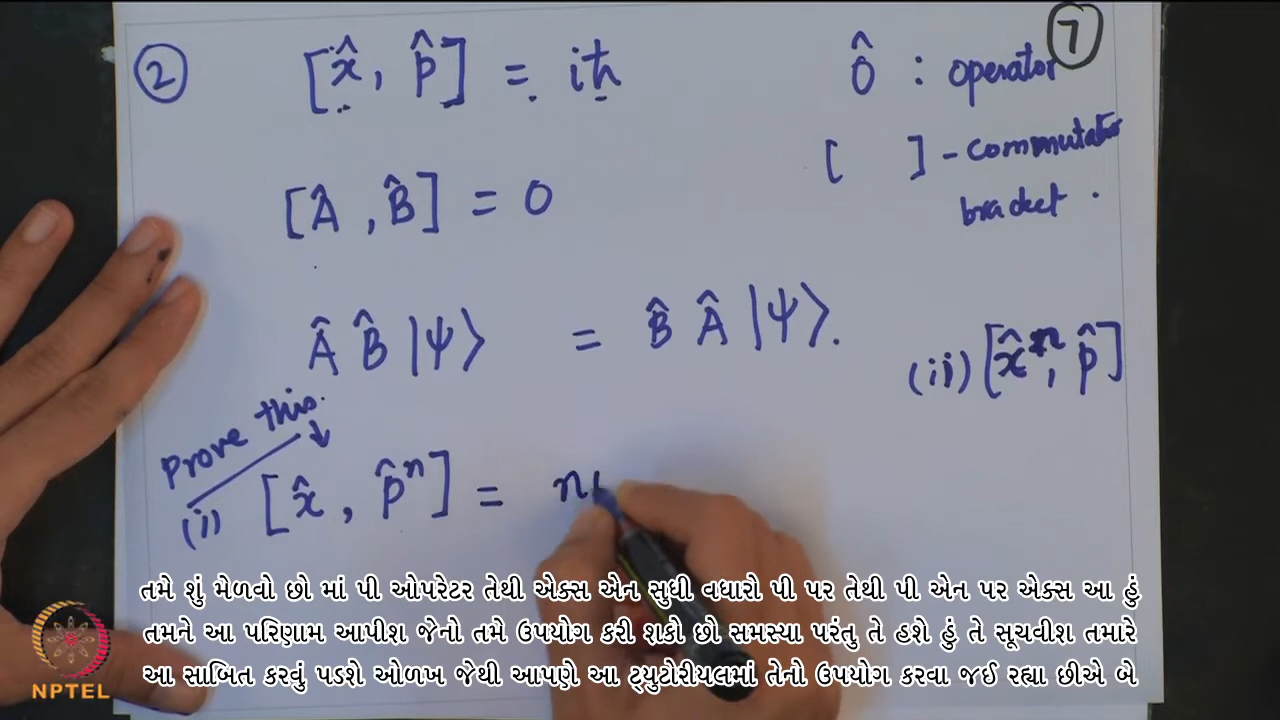 ② [x̂, p̂] = iħ
Ô : operator
⑦
[ ] - commutator
bracket.
[Â, B̂] = 0
Â B̂ |ψ⟩ = B̂ Â |ψ⟩.
(ii) [x̂ⁿ, p̂]
Prove this.
(i) [x̂, p̂ⁿ] = n
તમે શું મેળવો છો માં પી ઓપરેટર તેથી એક્સ એન સુધી વધારો પી પર તેથી પી એન પર એક્સ આ હું
તમને આ પરિણામ આપીશ જેનો તમે ઉપયોગ કરી શકો છો સમસ્યા પરંતુ તે હશે હું તે સૂચવીશ તમારે
આ સાબિત કરવું પડશે ઓળખ જેથી આપણે આ ટ્યુટોરીયલમાં તેનો ઉપયોગ કરવા જઈ રહ્યા છીએ બે
NPTEL